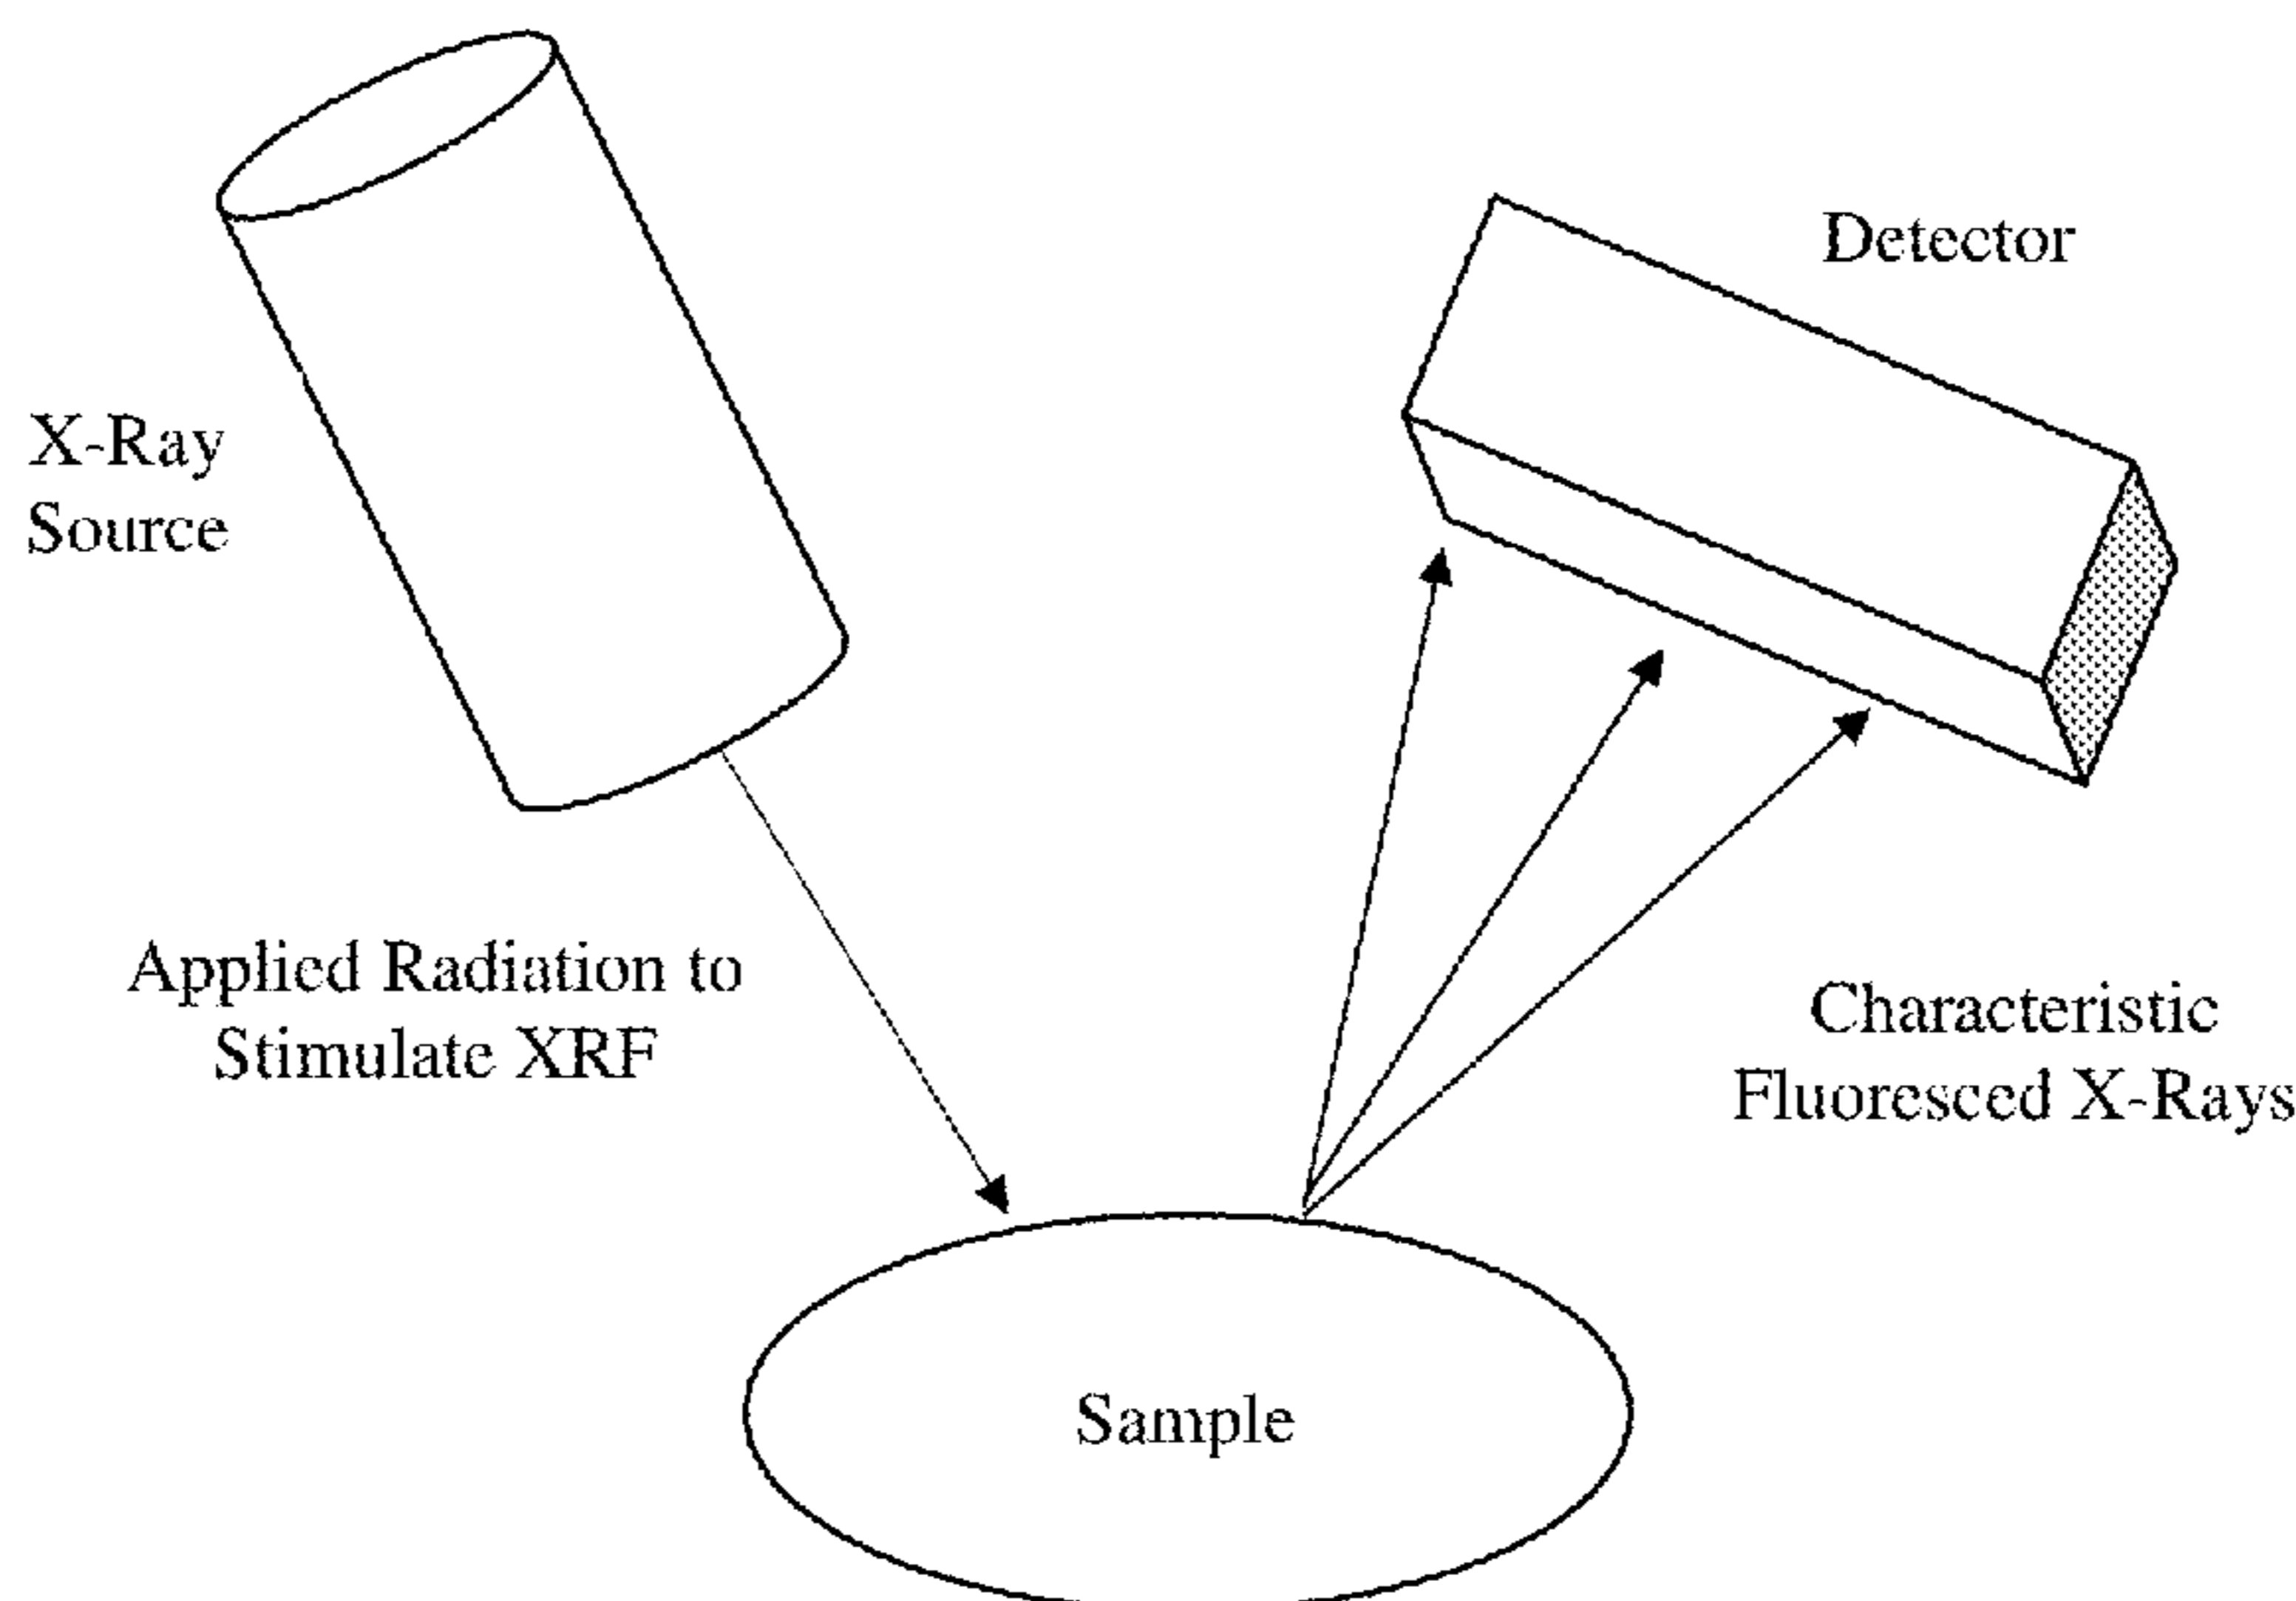 Detector
X-Ray
Source
Applied Radiation to
Stimulate XRF
Characteristic
Fluoresced X-Rays
Sample